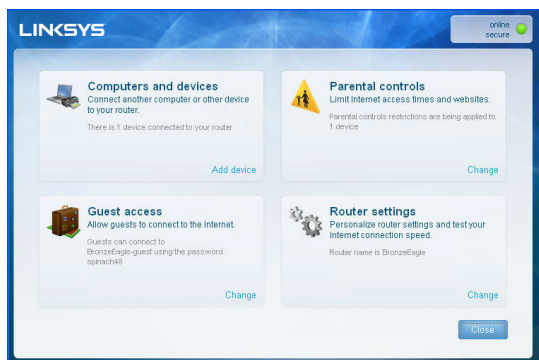 LINKSYS
online
secure
Computers and devices
Connect another computer or other device
to your router.
There is 1 device connected to your router
Add device
Parental controls
Limit Internet access times and websites.
Parental controls restrictions are being applied to
1 device
Change
Guest access
Allow guests to connect to the Internet.
Guests can connect to
BronzeEagle-guest using the password
spinach48
Change
Router settings
Personalize router settings and test your
Internet connection speed.
Router name is BronzeEagle
Change
Close